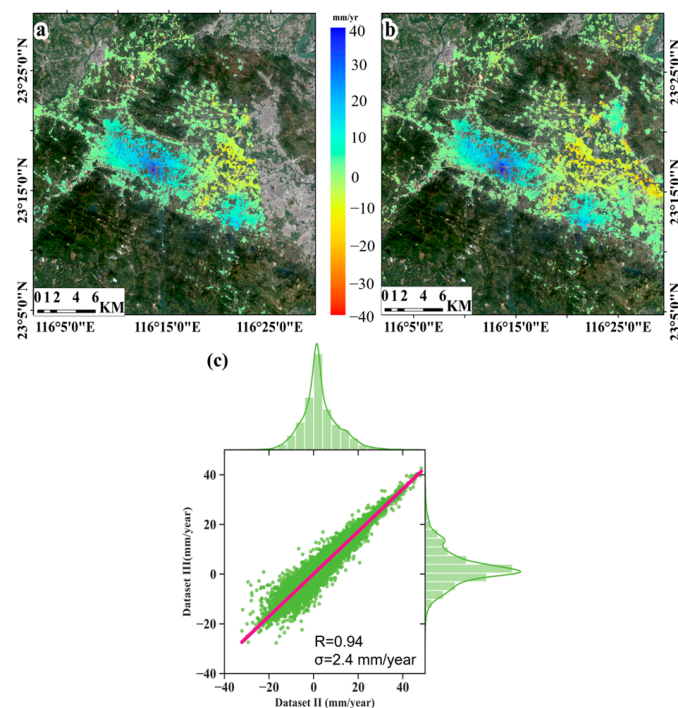 mm/yr
a
b
40
30
20
10
0
−10
−20
−30
−40
23°25'0"N
23°15'0"N
23°5'0"N
23°25'0"N
23°15'0"N
23°5'0"N
0 1 2 4 6
KM
0 1 2 4 6
KM
116°5'0"E 116°15'0"E 116°25'0"E
116°5'0"E 116°15'0"E 116°25'0"E
(c)
40
20
0
−20
−40
Dataset III(mm/year)
R=0.94
σ=2.4 mm/year
−40 −20 0 20 40
Dataset II (mm/year)